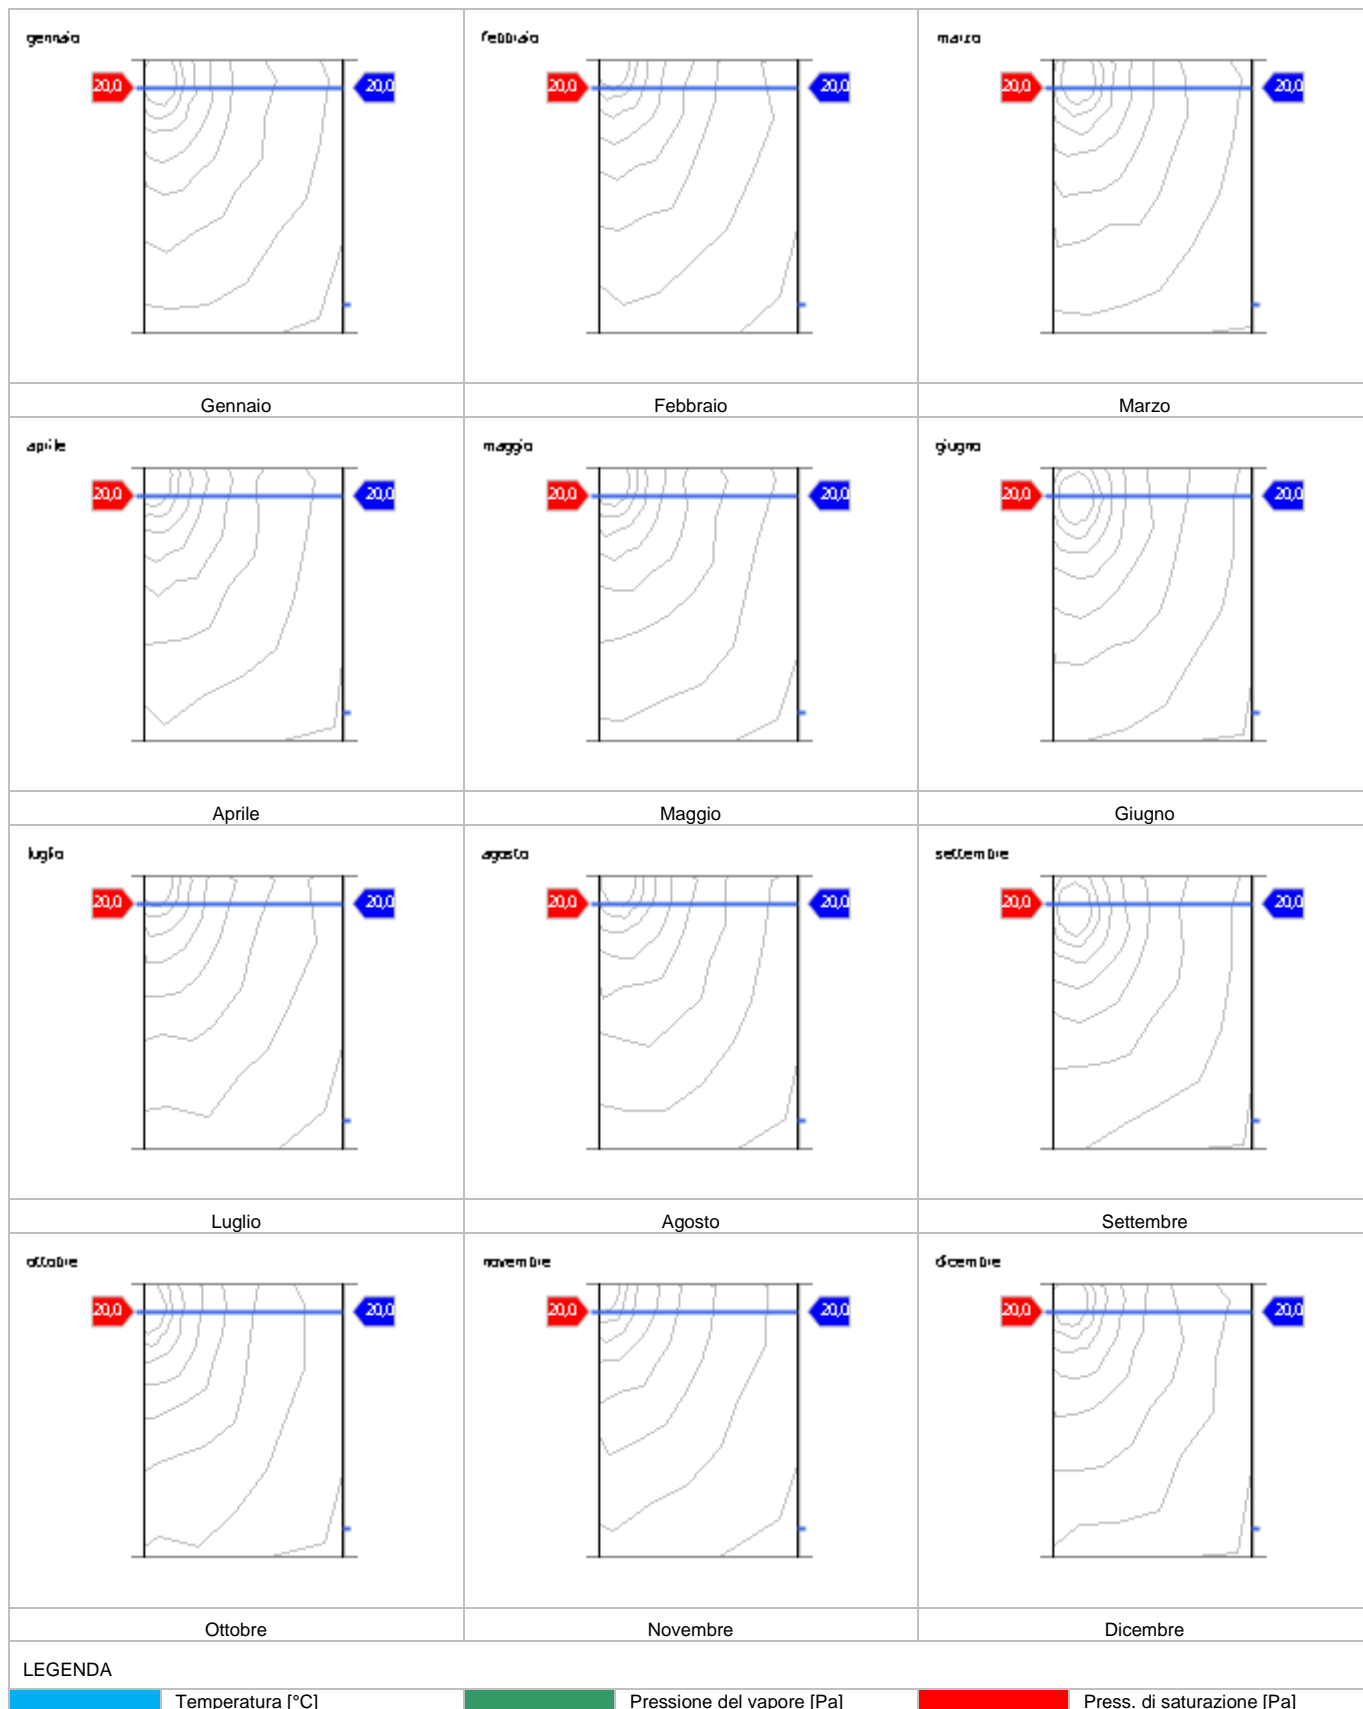 gennaio febbraio marzo
20,0 20,0 20,0 20,0 20,0 20,0
Gennaio Febbraio Marzo
aprile maggio giugno
20,0 20,0 20,0 20,0 20,0 20,0
Aprile Maggio Giugno
luglio agosto settembre
20,0 20,0 20,0 20,0 20,0 20,0
Luglio Agosto Settembre
ottobre novembre dicembre
20,0 20,0 20,0 20,0 20,0 20,0
Ottobre Novembre Dicembre
LEGENDA
Temperatura [°C] Pressione del vapore [Pa] Press. di saturazione [Pa]